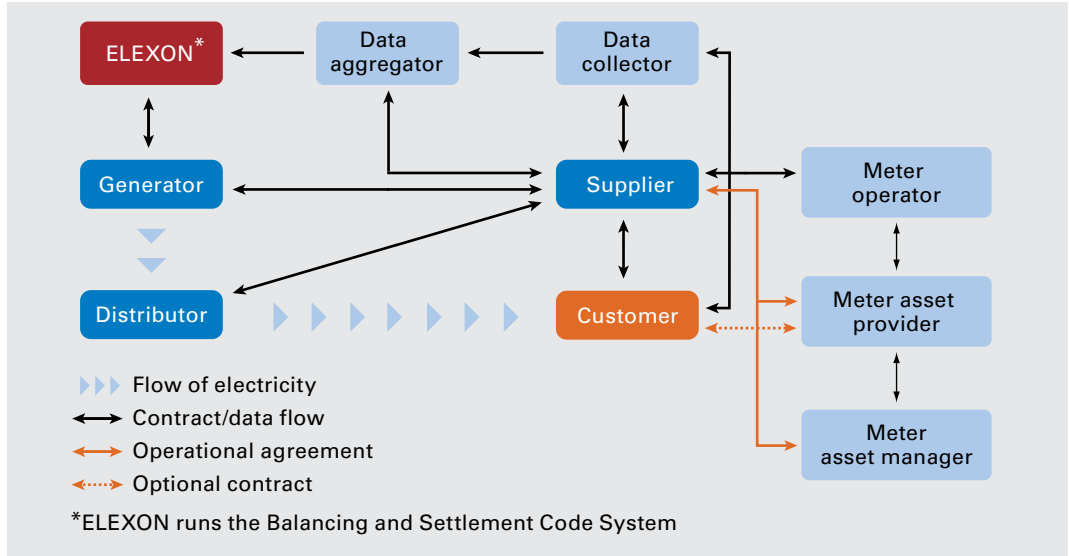 ELEXON*
Data
aggregator
Data
collector
Generator
Supplier
Meter
operator
Distributor
Customer
Meter asset
provider
Meter
asset manager
Flow of electricity
Contract/data flow
Operational agreement
Optional contract
*ELEXON runs the Balancing and Settlement Code System